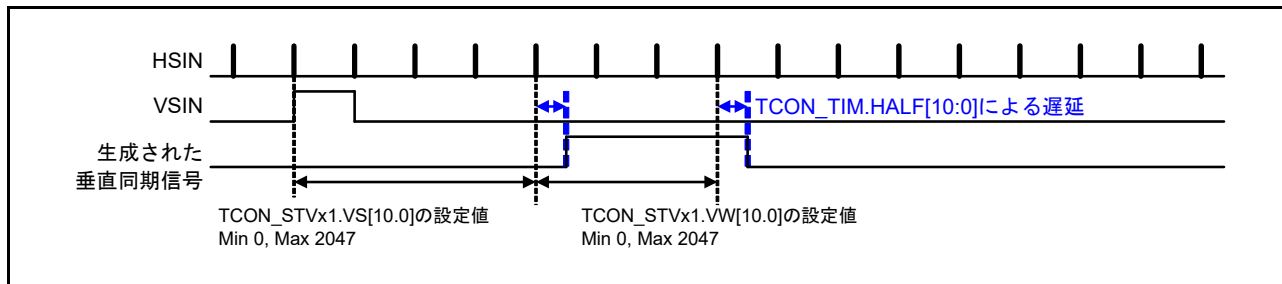 HSIN
VSIN
TCON_TIM.HALF[10:0]による遅延
生成された
垂直同期信号
TCON_STVx1.VS[10.0]の設定値
Min 0, Max 2047
TCON_STVx1.VW[10.0]の設定値
Min 0, Max 2047